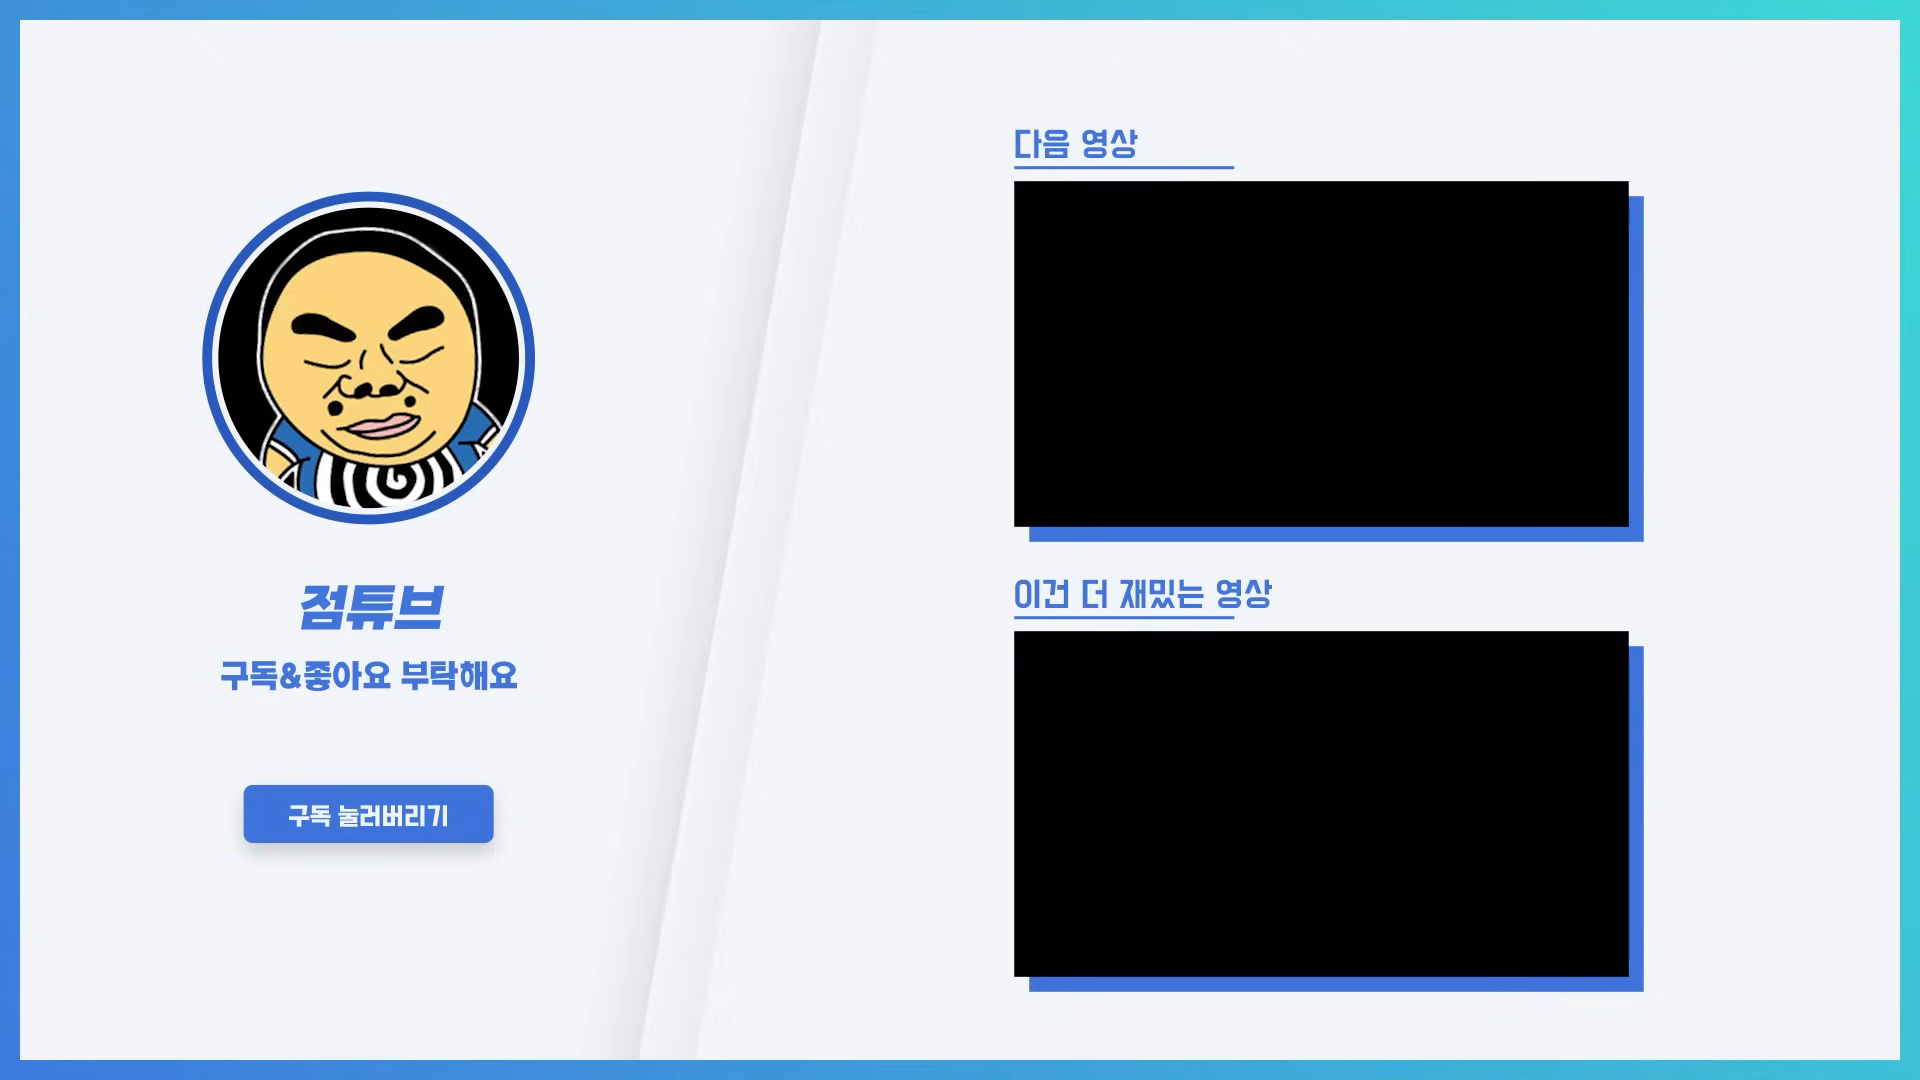 점튜브
구독&좋아요 부탁해요
구독 눌러버리기
다음 영상
이건 더 재밌는 영상